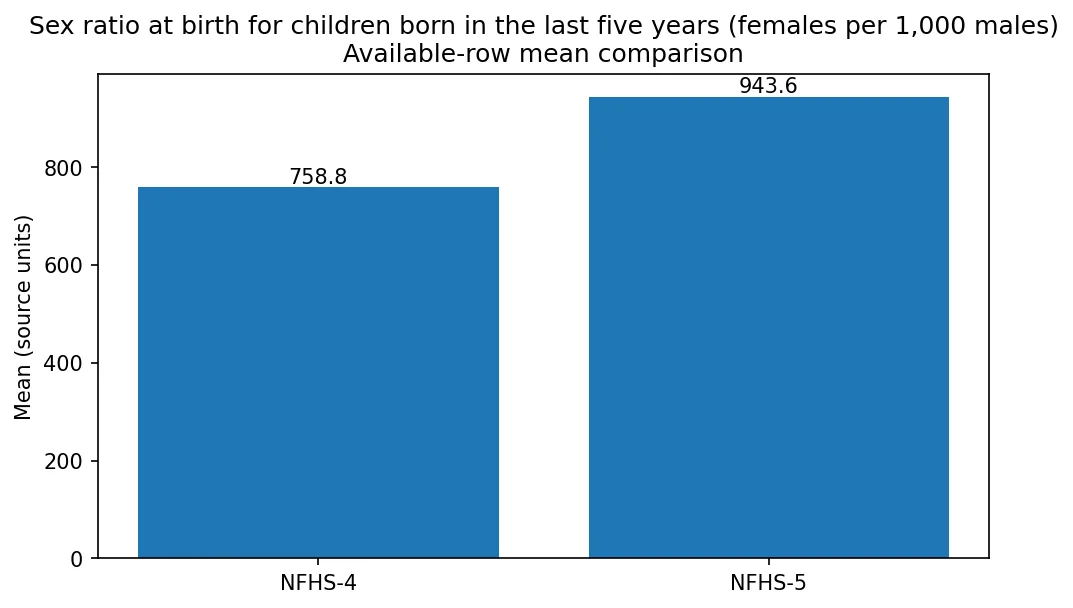 Sex ratio at birth for children born in the last five years (females per 1,000 males)
Available-row mean comparison
943.6
758.8
800
600
400
200
0
Mean (source units)
NFHS-4
NFHS-5